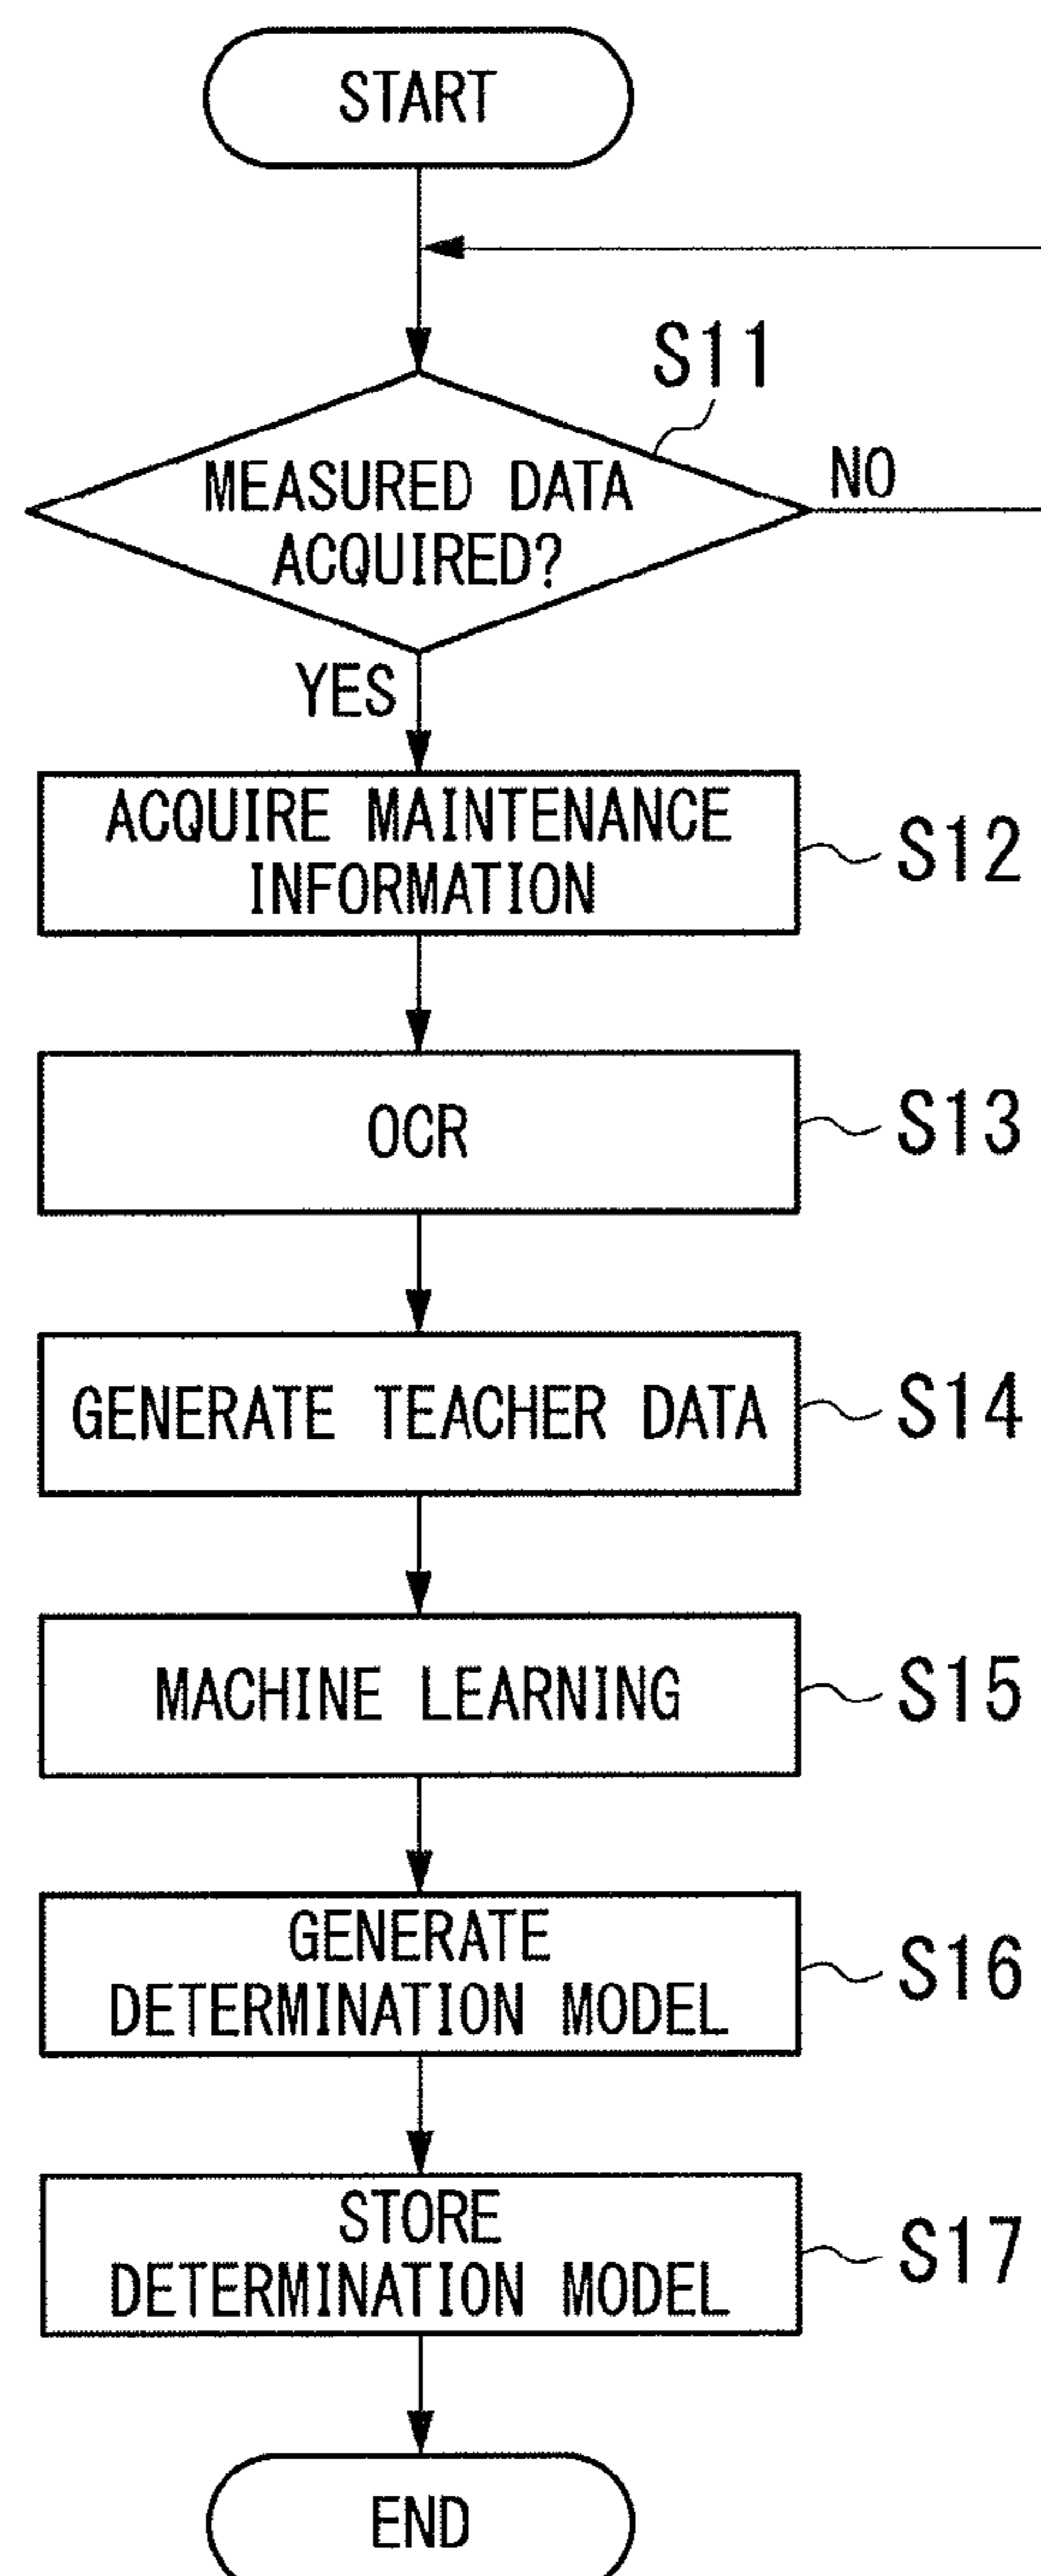 START
S11
MEASURED DATA
ACQUIRED?
NO
YES
ACQUIRE MAINTENANCE
INFORMATION
S12
OCR
S13
GENERATE TEACHER DATA
S14
MACHINE LEARNING
S15
GENERATE
DETERMINATION MODEL
S16
STORE
DETERMINATION MODEL
S17
END